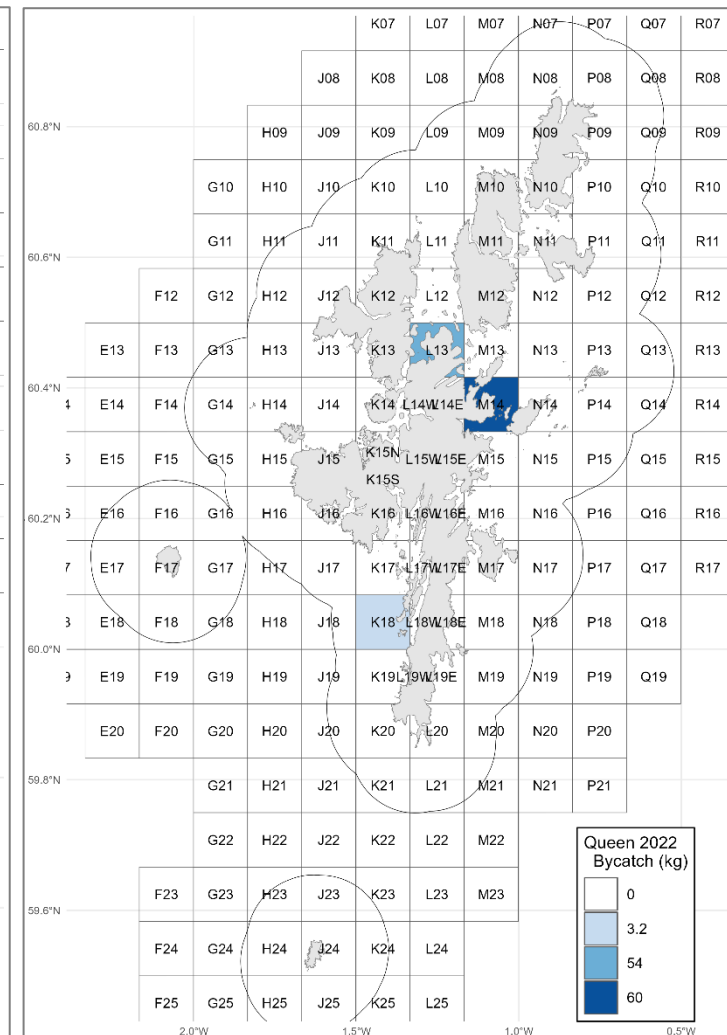 K07 L07 M07 N07 P07 Q07 R07
J08 K08 L08 M08 N08 P08 Q08 R08
60.8°N
H09 J09 K09 L09 M09 N09 P09 Q09 R09
G10 H10 J10 K10 L10 M10 N10 P10 Q10 R10
G11 H11 J11 K11 L11 M11 N11 P11 Q11 R11
60.6°N
F12 G12 H12 J12 K12 L12 M12 N12 P12 Q12 R12
E13 F13 G13 H13 J13 K13 L13 M13 N13 P13 Q13 R13
60.4°N
4 E14 F14 G14 H14 J14 K14 L14W L14E M14 N14 P14 Q14 R14
K15N
5 E15 F15 G15 H15 J15 L15W L15E M15 N15 P15 Q15 R15
K15S
60.2°N
6 E16 F16 G16 H16 J16 K16 L16W L16E M16 N16 P16 Q16 R16
7 E17 F17 G17 H17 J17 K17 L17W L17E M17 N17 P17 Q17 R17
8 E18 F18 G18 H18 J18 K18 L18W L18E M18 N18 P18 Q18
60.0°N
9 E19 F19 G19 H19 J19 K19 L19W L19E M19 N19 P19 Q19
E20 F20 G20 H20 J20 K20 L20 M20 N20 P20
59.8°N
G21 H21 J21 K21 L21 M21 N21 P21
G22 H22 J22 K22 L22 M22
F23 G23 H23 J23 K23 L23 M23
59.6°N
F24 G24 H24 J24 K24 L24
F25 G25 H25 J25 K25 L25
2.0°W 1.5°W 1.0°W 0.5°W
Queen 2022
Bycatch (kg)
0
3.2
54
60